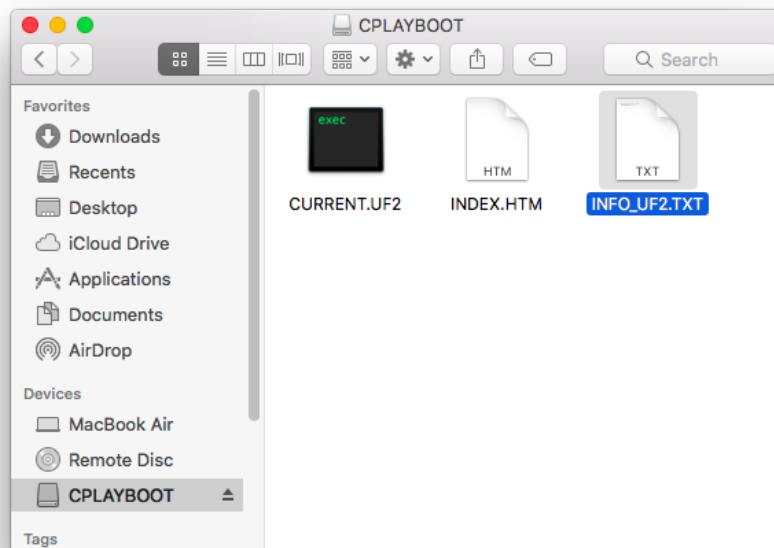 CPLAYBOOT
Search
Favorites
Downloads
Recents
Desktop
iCloud Drive
Applications
Documents
AirDrop
Devices
MacBook Air
Remote Disc
CPLAYBOOT
Tags
exec
HTM
TXT
CURRENT.UF2
INDEX.HTM
INFO_UF2.TXT